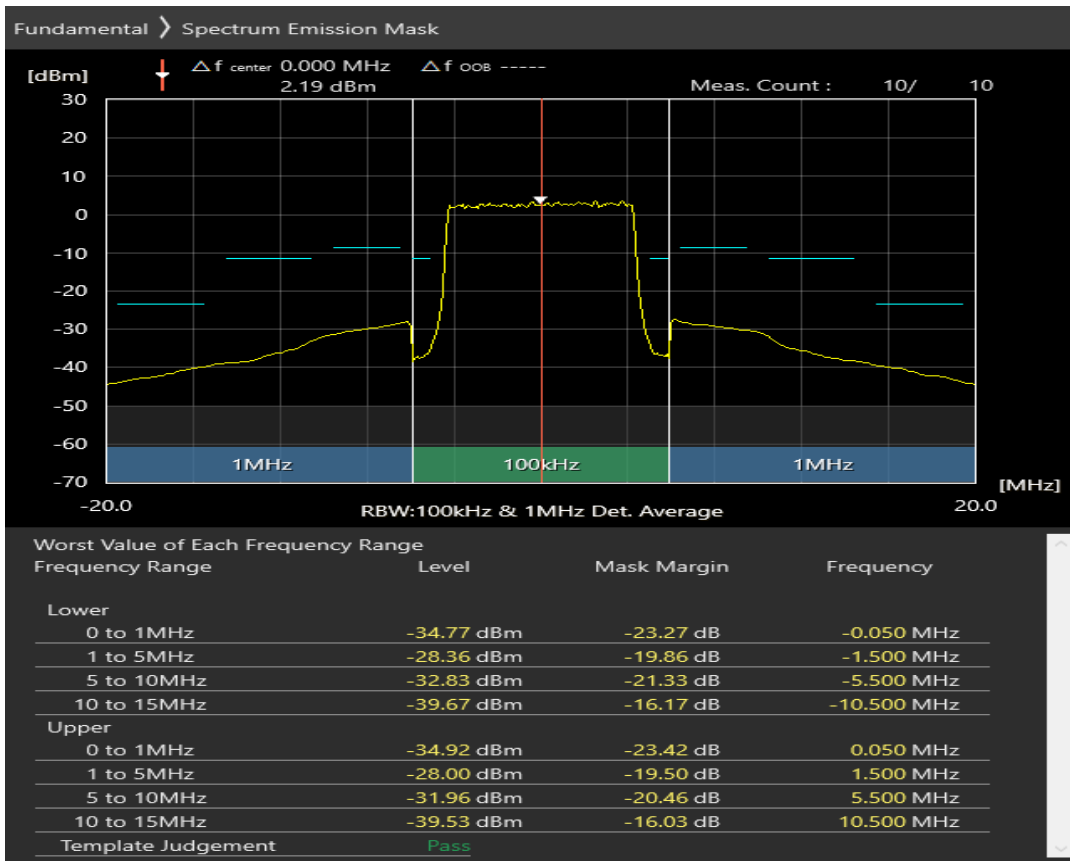 Fundamental ❯ Spectrum Emission Mask
[dBm] Δf center 0.000 MHz Δf OOB -----
2.19 dBm Meas. Count : 10/ 10
30
20
10
0
-10
-20
-30
-40
-50
-60
1MHz 100kHz 1MHz
-70 [MHz]
-20.0 RBW:100kHz & 1MHz Det. Average 20.0
Worst Value of Each Frequency Range
Frequency Range Level Mask Margin Frequency
Lower
0 to 1MHz -34.77 dBm -23.27 dB -0.050 MHz
1 to 5MHz -28.36 dBm -19.86 dB -1.500 MHz
5 to 10MHz -32.83 dBm -21.33 dB -5.500 MHz
10 to 15MHz -39.67 dBm -16.17 dB -10.500 MHz
Upper
0 to 1MHz -34.92 dBm -23.42 dB 0.050 MHz
1 to 5MHz -28.00 dBm -19.50 dB 1.500 MHz
5 to 10MHz -31.96 dBm -20.46 dB 5.500 MHz
10 to 15MHz -39.53 dBm -16.03 dB 10.500 MHz
Template Judgement Pass